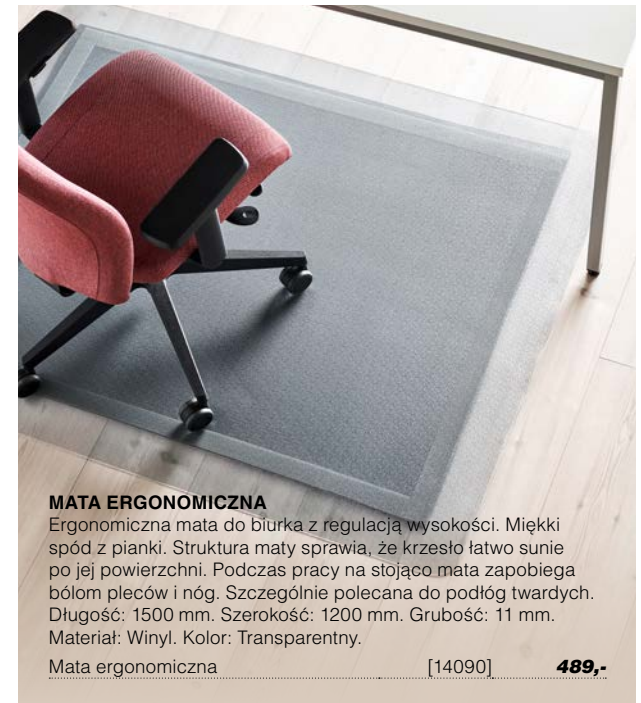 MATA ERGONOMICZNA
Ergonomiczna mata do biurka z regulacją wysokości. Miękki
spód z pianki. Struktura maty sprawia, że krzesło łatwo sunie
po jej powierzchni. Podczas pracy na stojąco mata zapobiega
bólom pleców i nóg. Szczególnie polecana do podłóg twardych.
Długość: 1500 mm. Szerokość: 1200 mm. Grubość: 11 mm.
Materiał: Winyl. Kolor: Transparentny.
Mata ergonomiczna [14090] 489,-